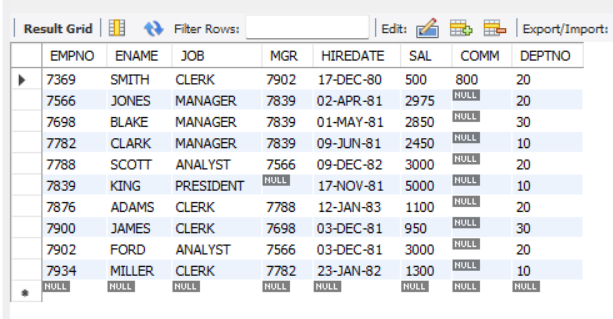 Result Grid Filter Rows: Edit: Export/Import:
EMPNO ENAME JOB MGR HIREDATE SAL COMM DEPTNO
7369 SMITH CLERK 7902 17-DEC-80 500 800 20
7566 JONES MANAGER 7839 02-APR-81 2975 NULL 20
7698 BLAKE MANAGER 7839 01-MAY-81 2850 NULL 30
7782 CLARK MANAGER 7839 09-JUN-81 2450 NULL 10
7788 SCOTT ANALYST 7566 09-DEC-82 3000 NULL 20
7839 KING PRESIDENT NULL 17-NOV-81 5000 NULL 10
7876 ADAMS CLERK 7788 12-JAN-83 1100 NULL 20
7900 JAMES CLERK 7698 03-DEC-81 950 NULL 30
7902 FORD ANALYST 7566 03-DEC-81 3000 NULL 20
7934 MILLER CLERK 7782 23-JAN-82 1300 NULL 10
NULL NULL NULL NULL NULL NULL NULL NULL